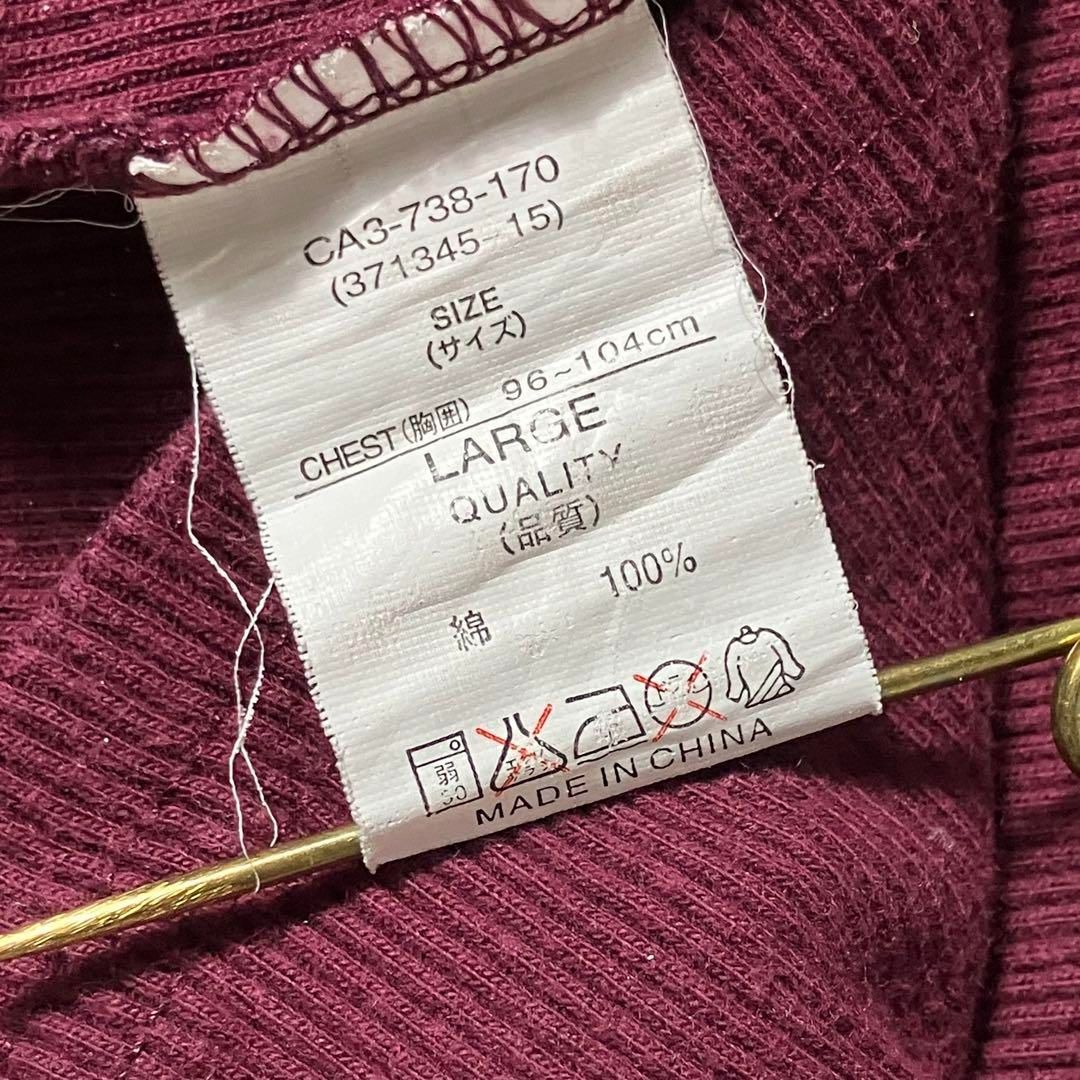 CA3-738-170
(371345-15)
SIZE
(サイズ)
CHEST(胸囲) 96~104cm
LARGE
QUALITY
(品質)
綿 100%
弱
30
MADE IN CHINA